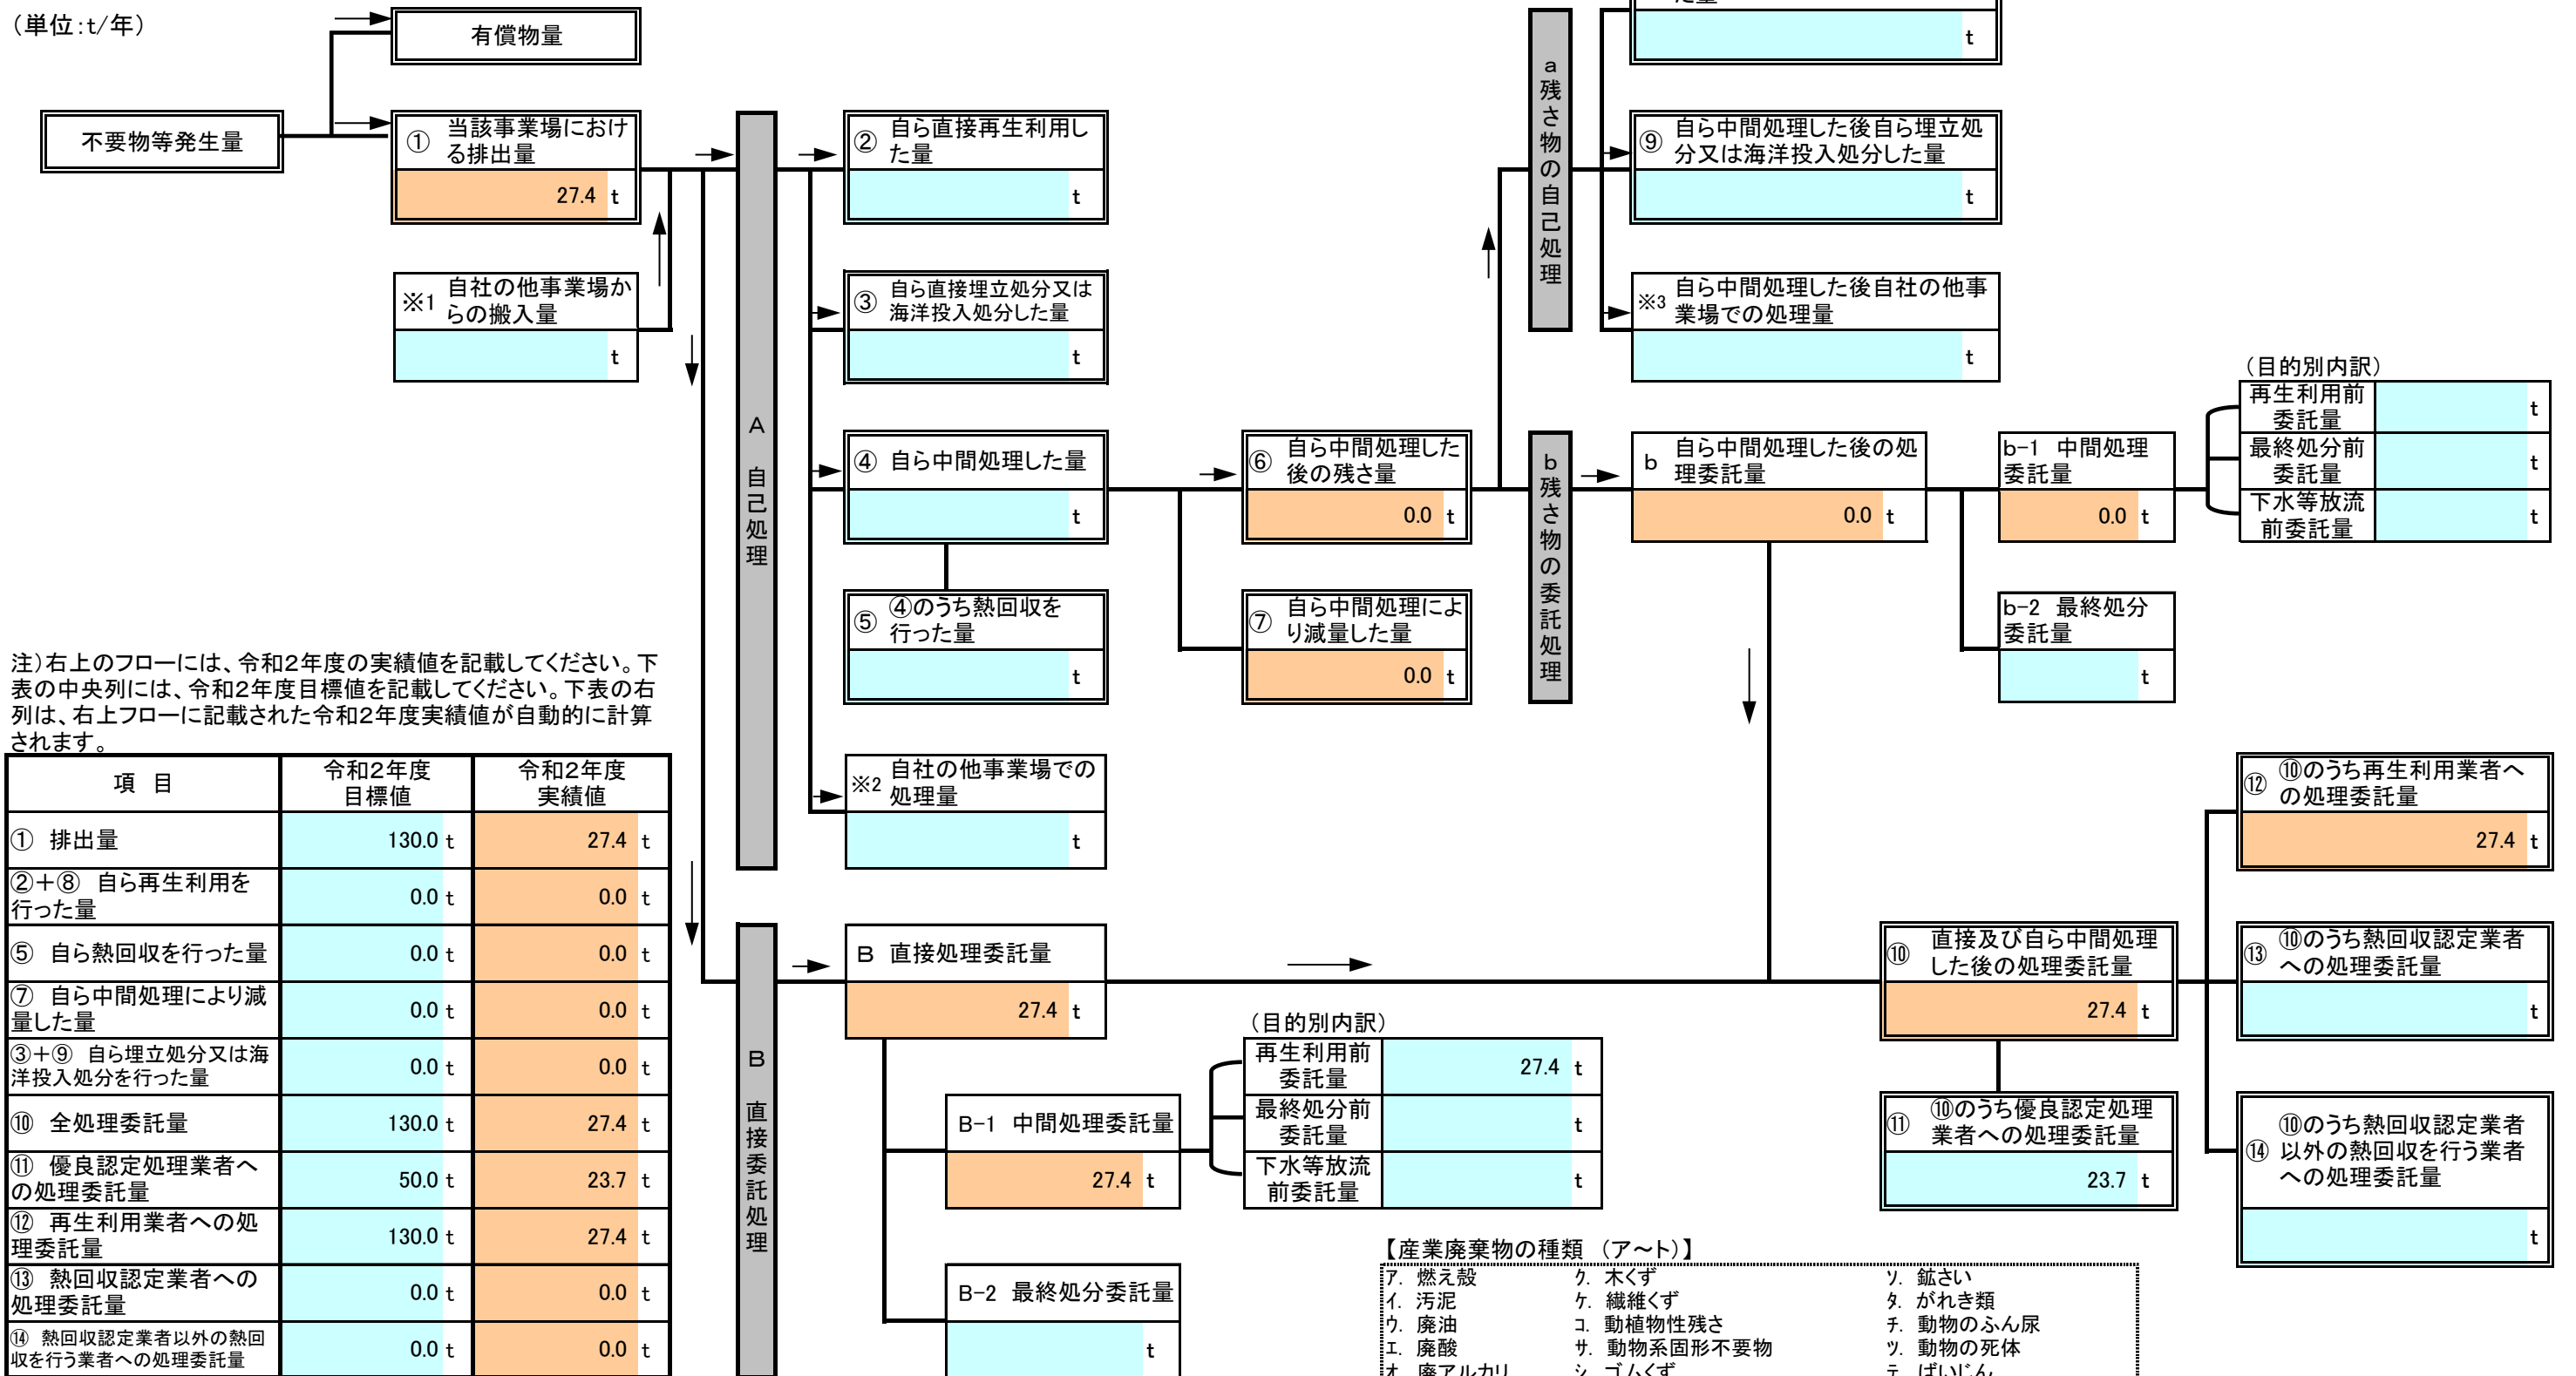 （単位：t/年）
有償物量
不要物等発生量
① 当該事業場におけ
る排出量
27.4 t
※1 自社の他事業場か
らの搬入量
t
A 自己処理
② 自ら直接再生利用し
た量
t
③ 自ら直接埋立処分又は
海洋投入処分した量
t
④ 自ら中間処理した量
t
⑤ ④のうち熱回収を
行った量
t
※2 自社の他事業場での
処理量
t
⑥ 自ら中間処理した
後の残さ量
0.0 t
⑦ 自ら中間処理によ
り減量した量
0.0 t
a残さ物の自己処理
t
⑨ 自ら中間処理した後自ら埋立処
分又は海洋投入処分した量
t
※3 自ら中間処理した後自社の他事
業場での処理量
t
b残さ物の委託処理
b 自ら中間処理した後の処
理委託量
0.0 t
b-1 中間処理
委託量
0.0 t
b-2 最終処分
委託量
t
（目的別内訳）
再生利用前
委託量 t
最終処分前
委託量 t
下水等放流
前委託量 t
注）右上のフローには、令和２年度の実績値を記載してください。下
表の中央列には、令和２年度目標値を記載してください。下表の右
列は、右上フローに記載された令和２年度実績値が自動的に計算
されます。
項 目 令和２年度 目標値 令和２年度 実績値
① 排出量 130.0 t 27.4 t
②＋⑧ 自ら再生利用を
行った量 0.0 t 0.0 t
⑤ 自ら熱回収を行った量 0.0 t 0.0 t
⑦ 自ら中間処理により減
量した量 0.0 t 0.0 t
③＋⑨ 自ら埋立処分又は海
洋投入処分を行った量 0.0 t 0.0 t
⑩ 全処理委託量 130.0 t 27.4 t
⑪ 優良認定処理業者へ
の処理委託量 50.0 t 23.7 t
⑫ 再生利用業者への処
理委託量 130.0 t 27.4 t
⑬ 熱回収認定業者への
処理委託量 0.0 t 0.0 t
⑭ 熱回収認定業者以外の熱回
収を行う業者への処理委託量 0.0 t 0.0 t
B 直接委託処理
B 直接処理委託量
27.4 t
B-1 中間処理委託量
27.4 t
B-2 最終処分委託量
t
（目的別内訳）
再生利用前
委託量 27.4 t
最終処分前
委託量 t
下水等放流
前委託量 t
⑩ 直接及び自ら中間処理
した後の処理委託量
27.4 t
⑪ ⑩のうち優良認定処理
業者への処理委託量
23.7 t
⑫ ⑩のうち再生利用業者へ
の処理委託量
27.4 t
⑬ ⑩のうち熱回収認定業者
への処理委託量
t
⑭ ⑩のうち熱回収認定業者
以外の熱回収を行う業者
への処理委託量
t
【産業廃棄物の種類 （ア～ト）】
ｱ. 燃え殻 ｸ. 木くず ｿ. 鉱さい
ｲ. 汚泥 ｹ. 繊維くず ﾀ. がれき類
ｳ. 廃油 ｺ. 動植物性残さ ﾁ. 動物のふん尿
ｴ. 廃酸 ｻ. 動物系固形不要物 ﾂ. 動物の死体
ｵ. 廃アルカリ ｼ. ゴムくず ﾃ. ばいじん